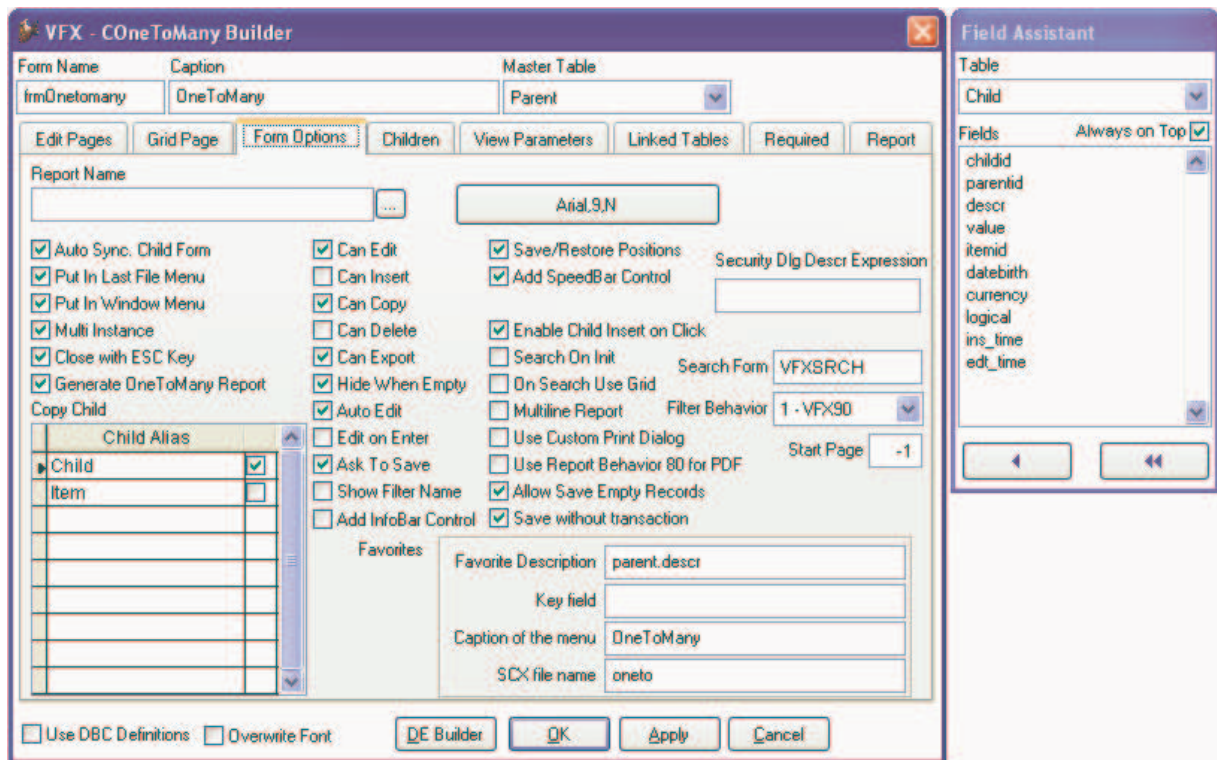 VFX - COneToMany Builder
Form Name Caption Master Table
frmOnetomany OneToMany Parent
Edit Pages Grid Page Form Options Children View Parameters Linked Tables Required Report
Report Name
... Arial,9,N
Auto Sync. Child Form Can Edit Save/Restore Positions Security Dlg Descr Expression
Put In Last File Menu Can Insert Add SpeedBar Control
Put In Window Menu Can Copy
Multi Instance Can Delete Enable Child Insert on Click
Close with ESC Key Can Export Search On Init Search Form VFXSRCH
Generate OneToMany Report Hide When Empty On Search Use Grid
Copy Child Auto Edit Multiline Report Filter Behavior 1 - VFX90
Child Alias Edit on Enter Use Custom Print Dialog Start Page -1
Child Ask To Save Use Report Behavior 80 for PDF
Item Show Filter Name Allow Save Empty Records
Add InfoBar Control Save without transaction
Favorites
Favorite Description parent.descr
Key field
Caption of the menu OneToMany
SCX file name oneto
Use DBC Definitions Overwrite Font DE Builder OK Apply Cancel
Field Assistant
Table
Child
Fields Always on Top
childid
parentid
descr
value
itemid
datebirth
currency
logical
ins_time
edt_time